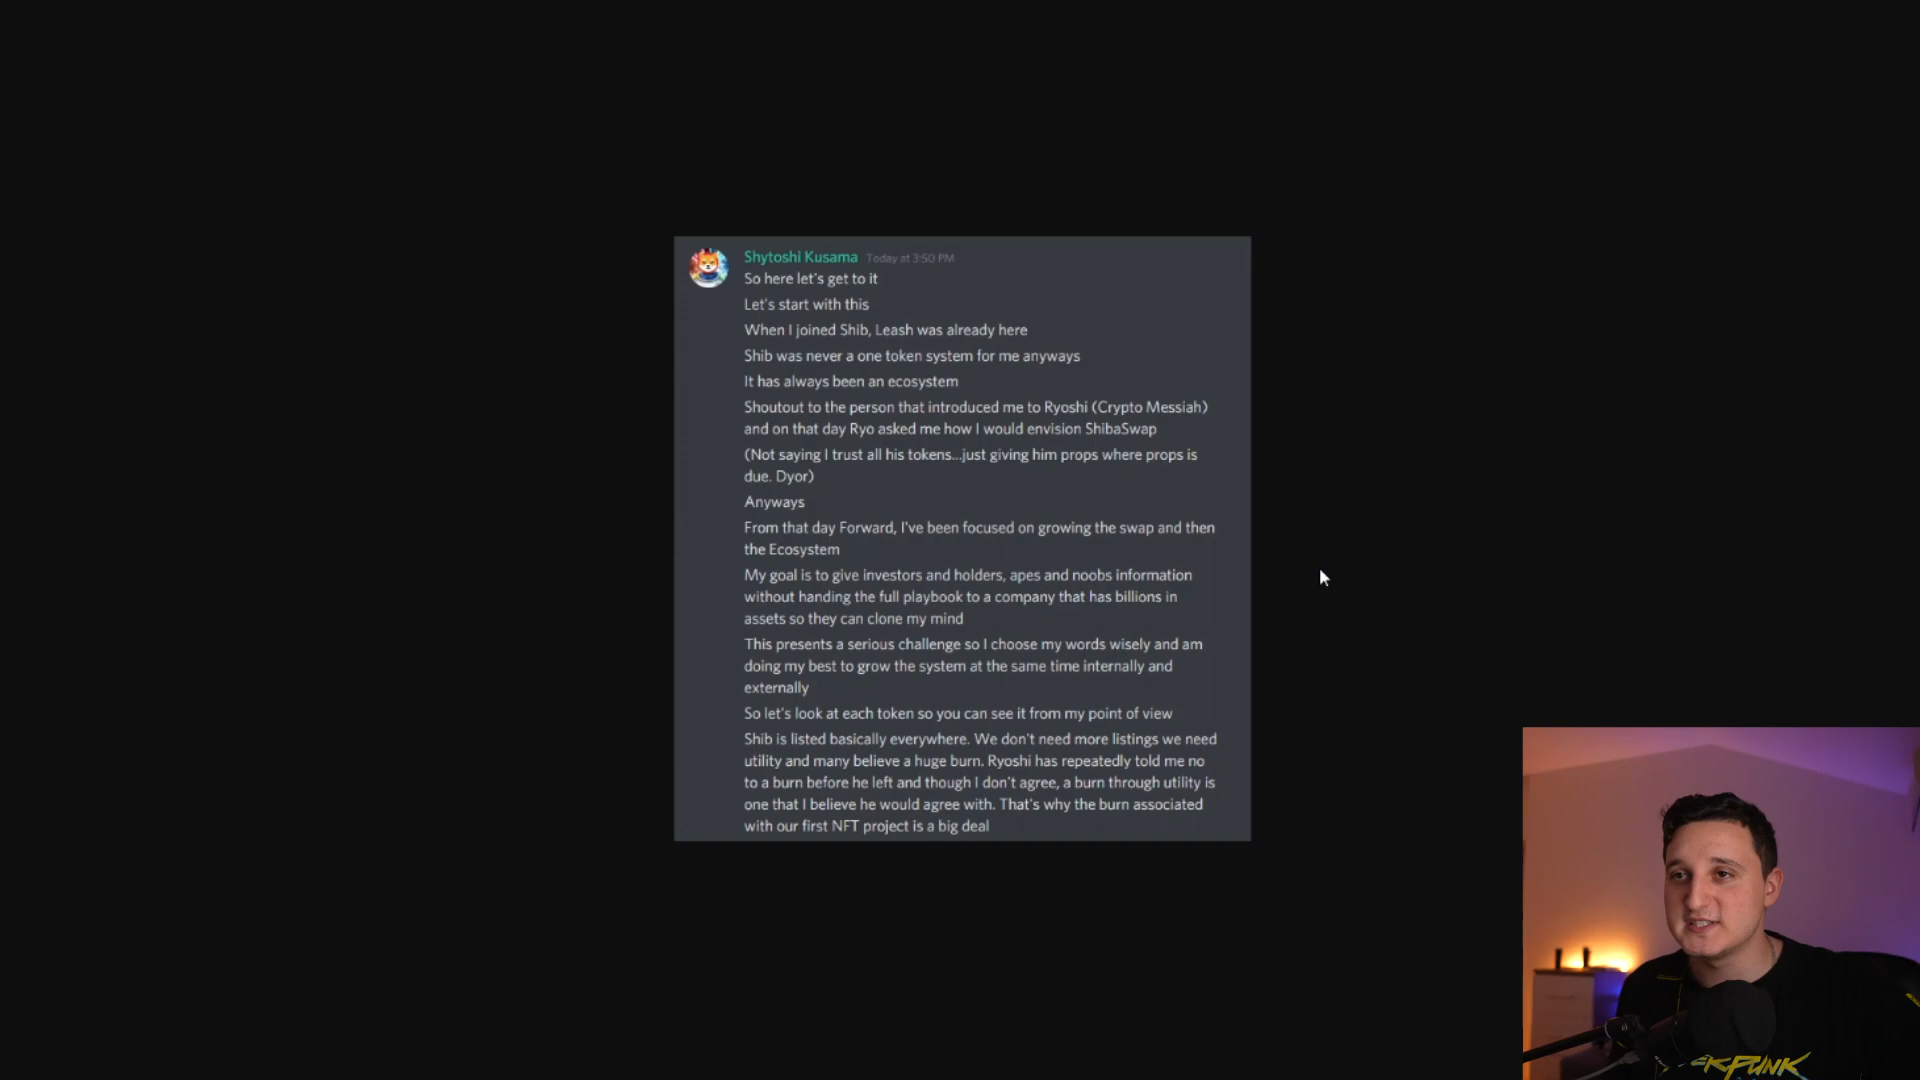 Shytoshi Kusama Today at 3:50 PM
So here let's get to it
Let's start with this
When I joined Shib, Leash was already here
Shib was never a one token system for me anyways
It has always been an ecosystem
Shoutout to the person that introduced me to Ryoshi (Crypto Messiah)
and on that day Ryo asked me how I would envision ShibaSwap
(Not saying I trust all his tokens...just giving him props where props is
due. Dyor)
Anyways
From that day Forward, I've been focused on growing the swap and then
the Ecosystem
My goal is to give investors and holders, apes and noobs information
without handing the full playbook to a company that has billions in
assets so they can clone my mind
This presents a serious challenge so I choose my words wisely and am
doing my best to grow the system at the same time internally and
externally
So let's look at each token so you can see it from my point of view
Shib is listed basically everywhere. We don't need more listings we need
utility and many believe a huge burn. Ryoshi has repeatedly told me no
to a burn before he left and though I don't agree, a burn through utility is
one that I believe he would agree with. That's why the burn associated
with our first NFT project is a big deal